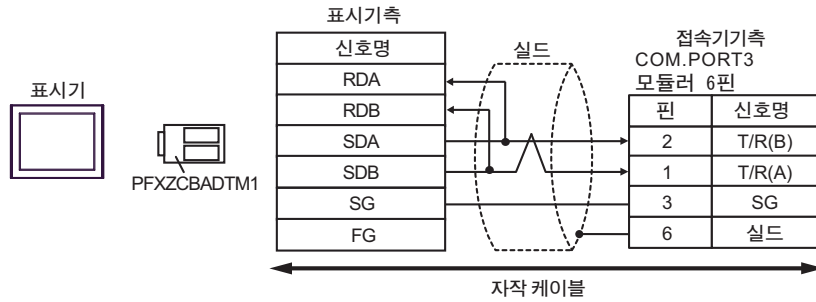 표시기
PFXZCBADTM1
표시기측
신호명
RDA
RDB
SDA
SDB
SG
FG
실드
접속기기측
COM.PORT3
모듈러 6핀
핀 신호명
2 T/R(B)
1 T/R(A)
3 SG
6 실드
자작 케이블